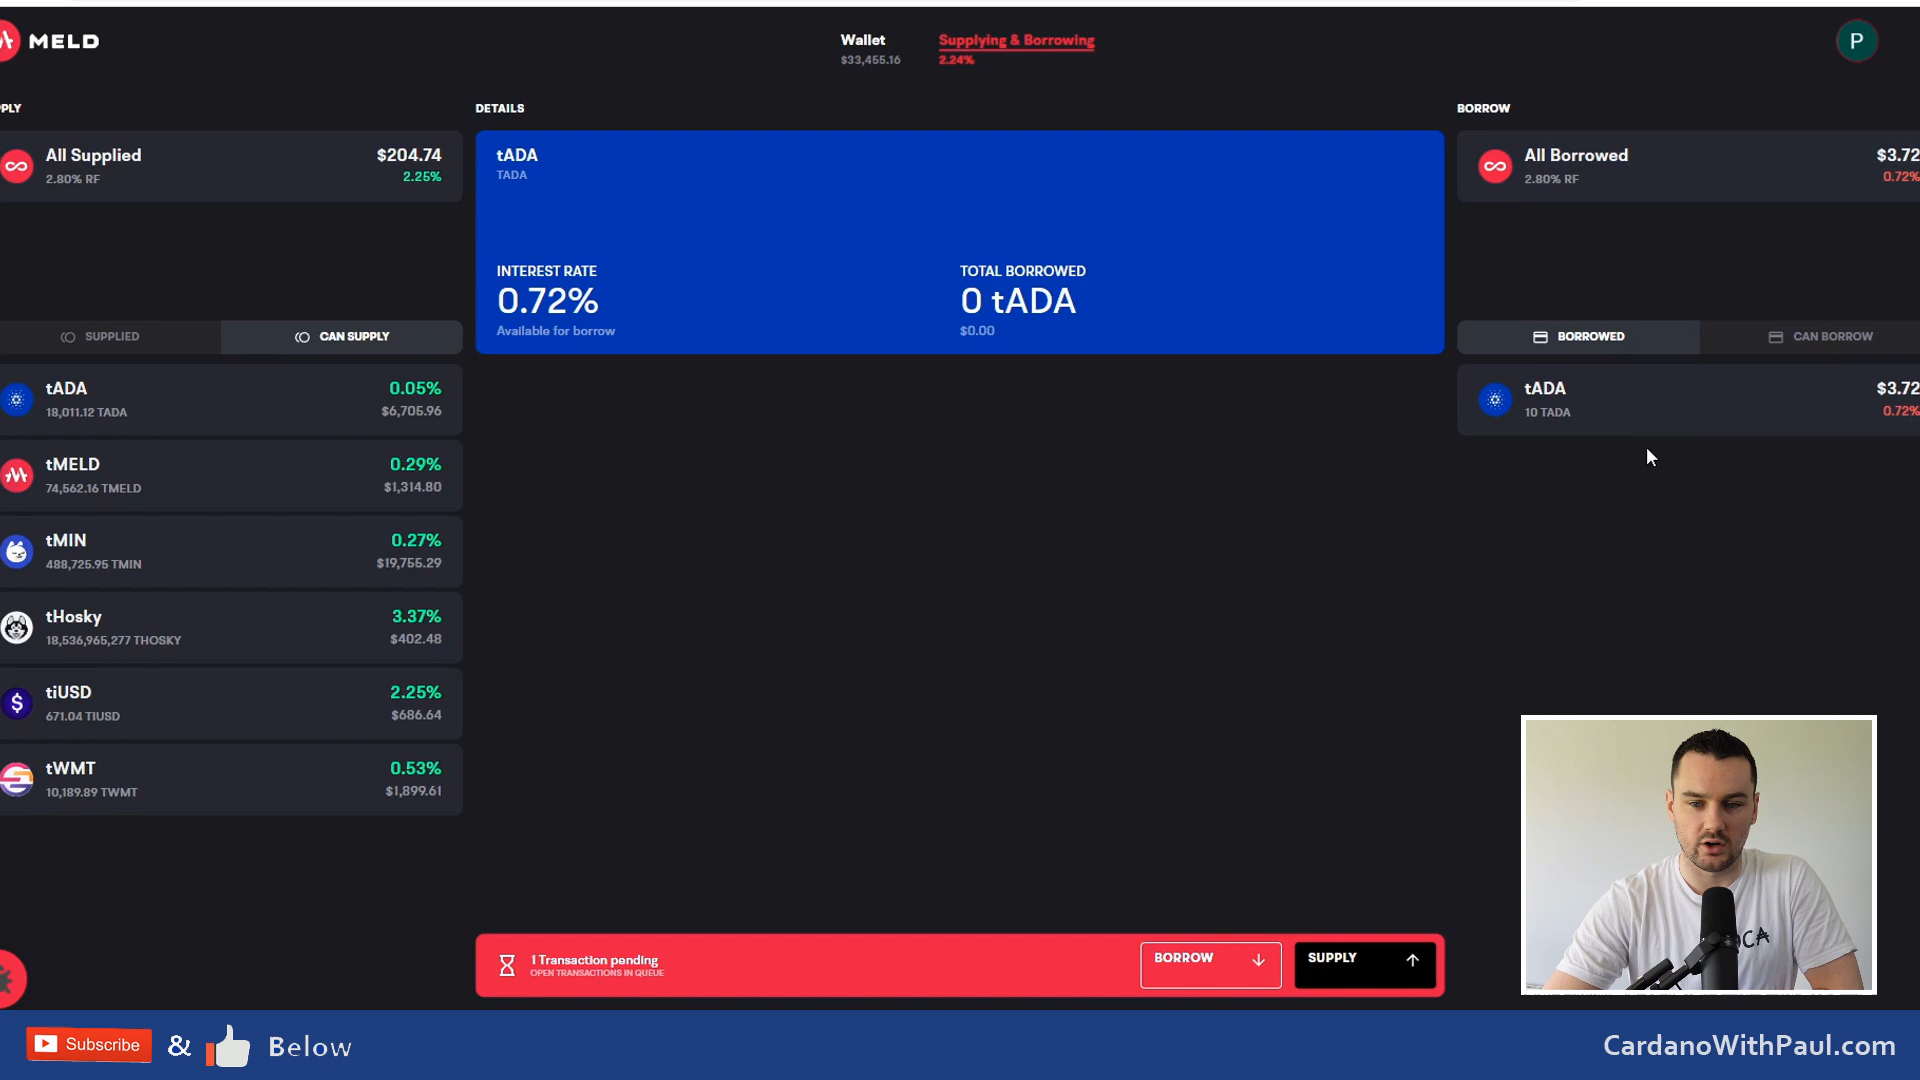 MELD
Wallet
$33,455.16
Supplying & Borrowing
2.24%
P
PLY
All Supplied
2.80% RF
$204.74
2.25%
SUPPLIED
CAN SUPPLY
tADA
18,011.12 TADA
0.05%
$6,705.96
tMELD
74,562.16 TMELD
0.29%
$1,314.80
tMIN
488,725.95 TMIN
0.27%
$19,755.29
tHosky
18,536,965,277 THOSKY
3.37%
$402.48
tiUSD
671.04 TIUSD
2.25%
$686.64
tWMT
10,189.89 TWMT
0.53%
$1,899.61
DETAILS
tADA
TADA
INTEREST RATE
0.72%
Available for borrow
TOTAL BORROWED
0 tADA
$0.00
1 Transaction pending
OPEN TRANSACTIONS IN QUEUE
BORROW
SUPPLY
BORROW
All Borrowed
2.80% RF
$3.72
0.72%
BORROWED
CAN BORROW
tADA
10 TADA
$3.72
0.72%
Subscribe & Below
CardanoWithPaul.com